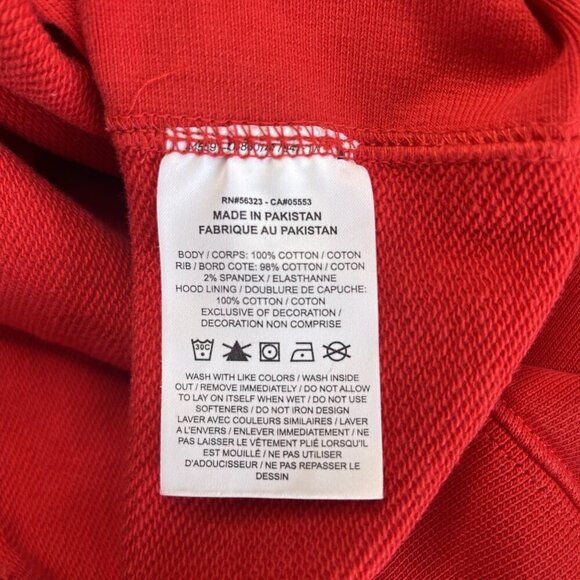 RN#56323 - CA#05553
MADE IN PAKISTAN
FABRIQUE AU PAKISTAN
BODY / CORPS: 100% COTTON / COTON
RIB / BORD COTE: 98% COTTON / COTON
2% SPANDEX / ELASTHANNE
HOOD LINING / DOUBLURE DE CAPUCHE:
100% COTTON / COTON
EXCLUSIVE OF DECORATION /
DECORATION NON COMPRISE
30C
WASH WITH LIKE COLORS / WASH INSIDE
OUT / REMOVE IMMEDIATELY / DO NOT ALLOW
TO LAY ON ITSELF WHEN WET / DO NOT USE
SOFTENERS / DO NOT IRON DESIGN
LAVER AVEC COULEURS SIMILAIRES / LAVER
A L'ENVERS / ENLEVER IMMEDIATEMENT / NE
PAS LAISSER LE VÊTEMENT PLIÉ LORSQU'IL
EST MOUILLÉ / NE PAS UTILISER
D'ADOUCISSEUR / NE PAS REPASSER LE
DESSIN